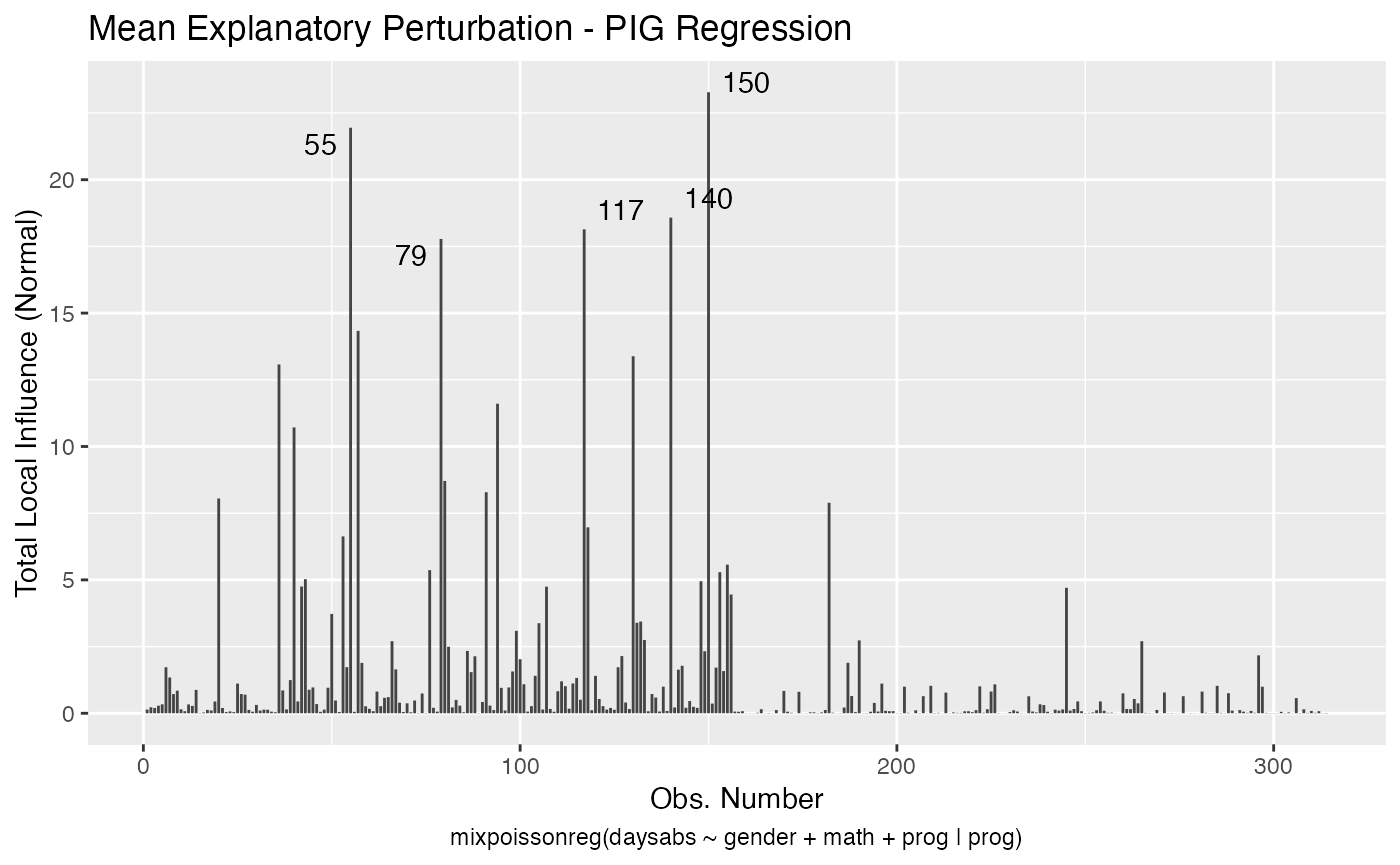 Mean Explanatory Perturbation - PIG Regression
150
55
20
140
117
79
15
10
5
0
Total Local Influence (Normal)
0 100 200 300
Obs. Number
mixpoissonreg(daysabs ~ gender + math + prog | prog)